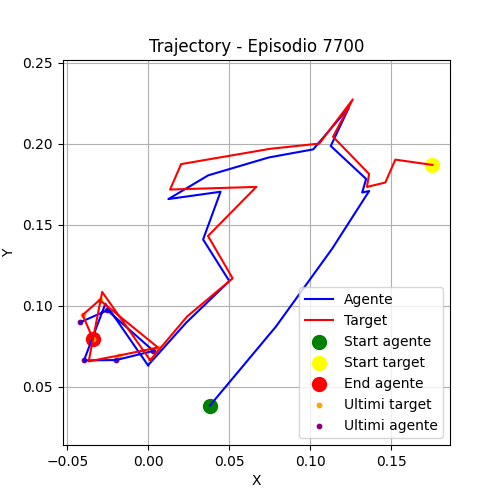 Trajectory - Episodio 7700
0.25
0.20
0.15
0.10
0.05
Y
−0.05
0.00
0.05
0.10
0.15
X
Agente
Target
Start agente
Start target
End agente
Ultimi target
Ultimi agente